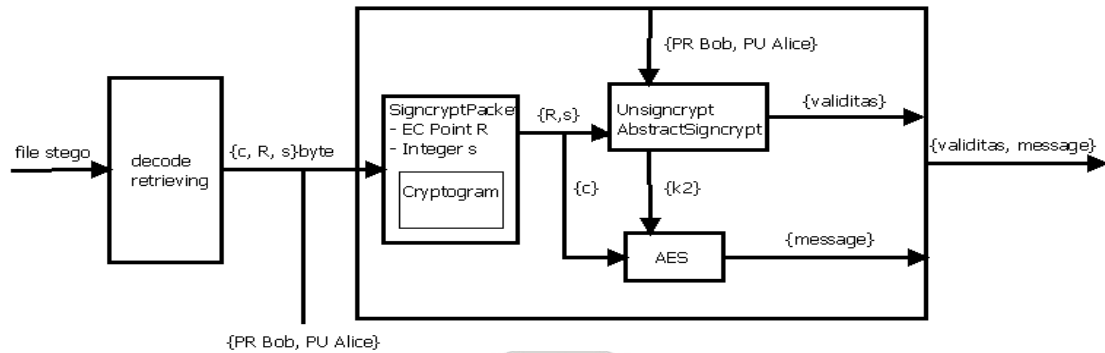 {PR Bob, PU Alice}
SigncryptPacket
- EC Point R
- Integer s
Cryptogram
{R,s}
Unsigncrypt
AbstractSigncrypt
{validitas}
file stego
decode
retrieving
{c, R, s}byte
{validitas, message}
{c}
{k2}
AES
{message}
{PR Bob, PU Alice}